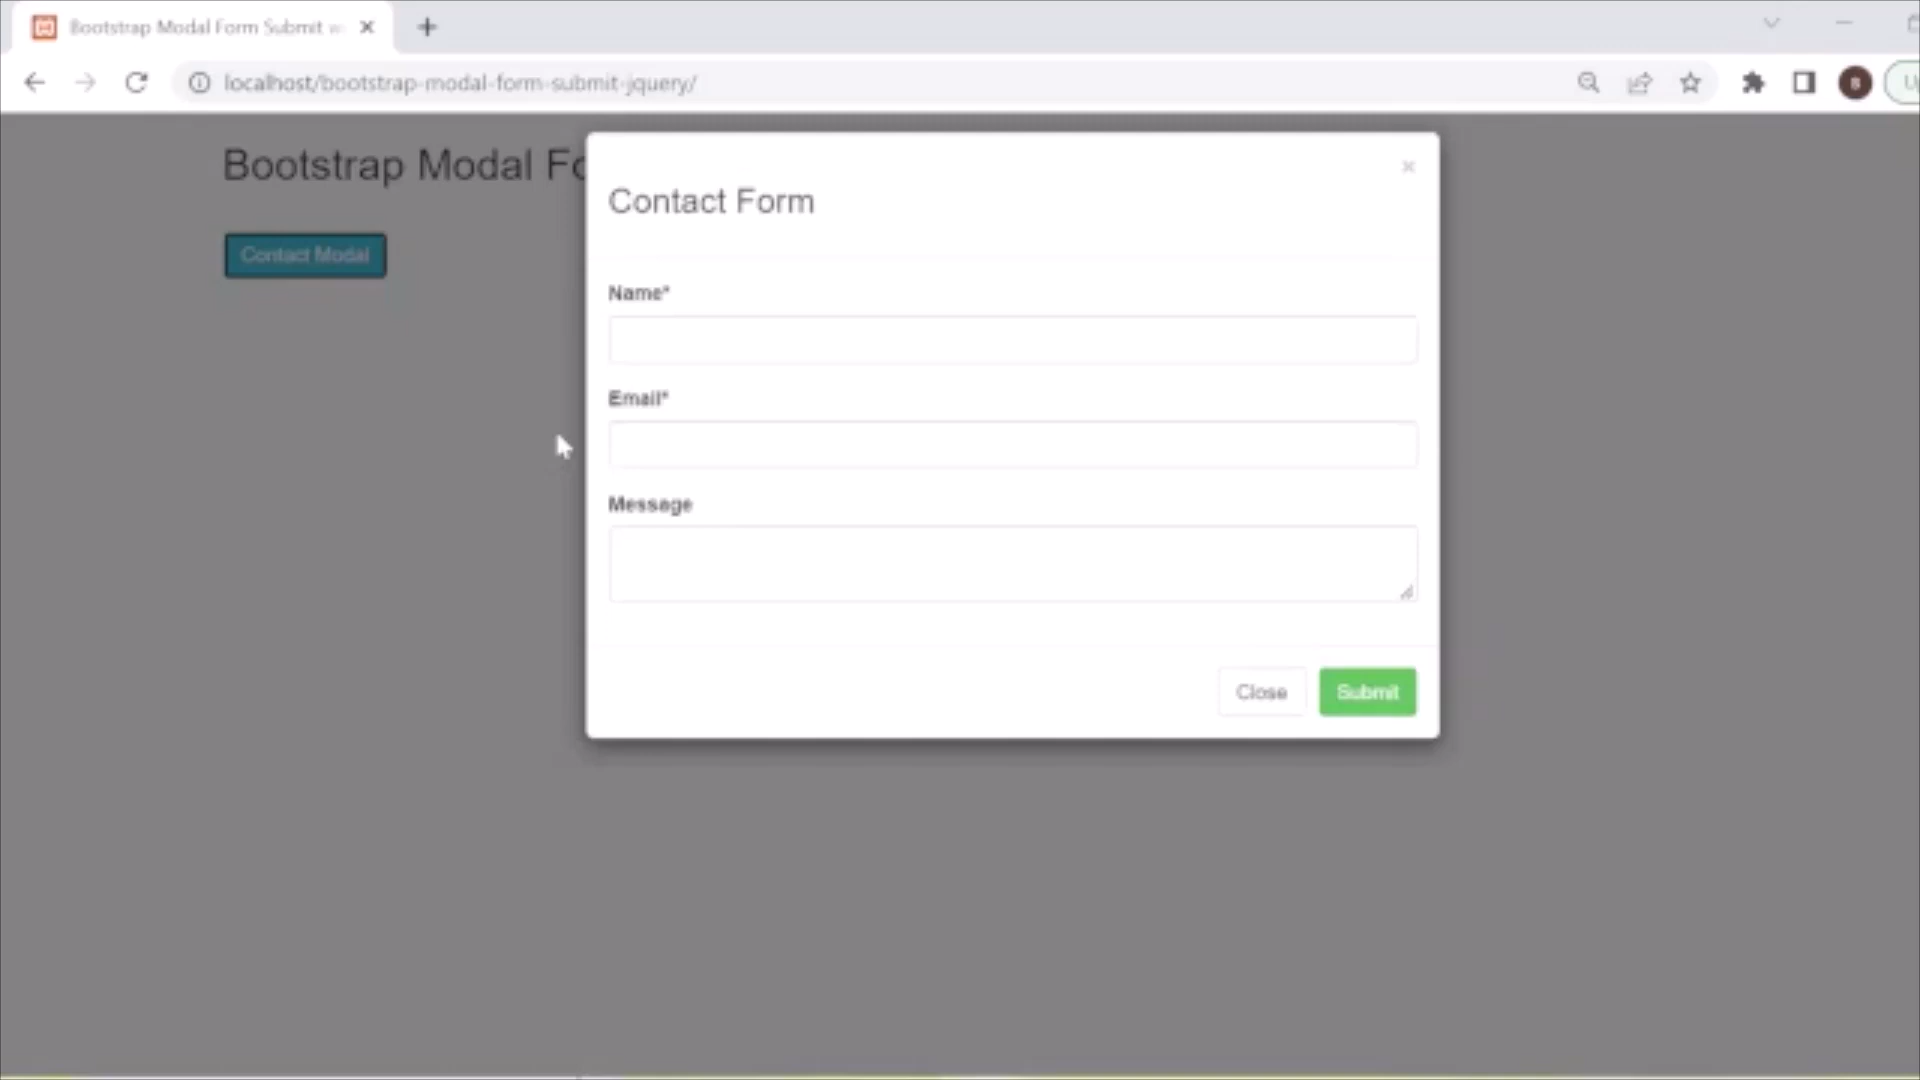 Bootstrap Modal Form Submit w
localhost/bootstrap-modal-form-submit-jquery/
Bootstrap Modal Fo
Contact Modal
×
Contact Form
Name*
Email*
Message
Close
Submit